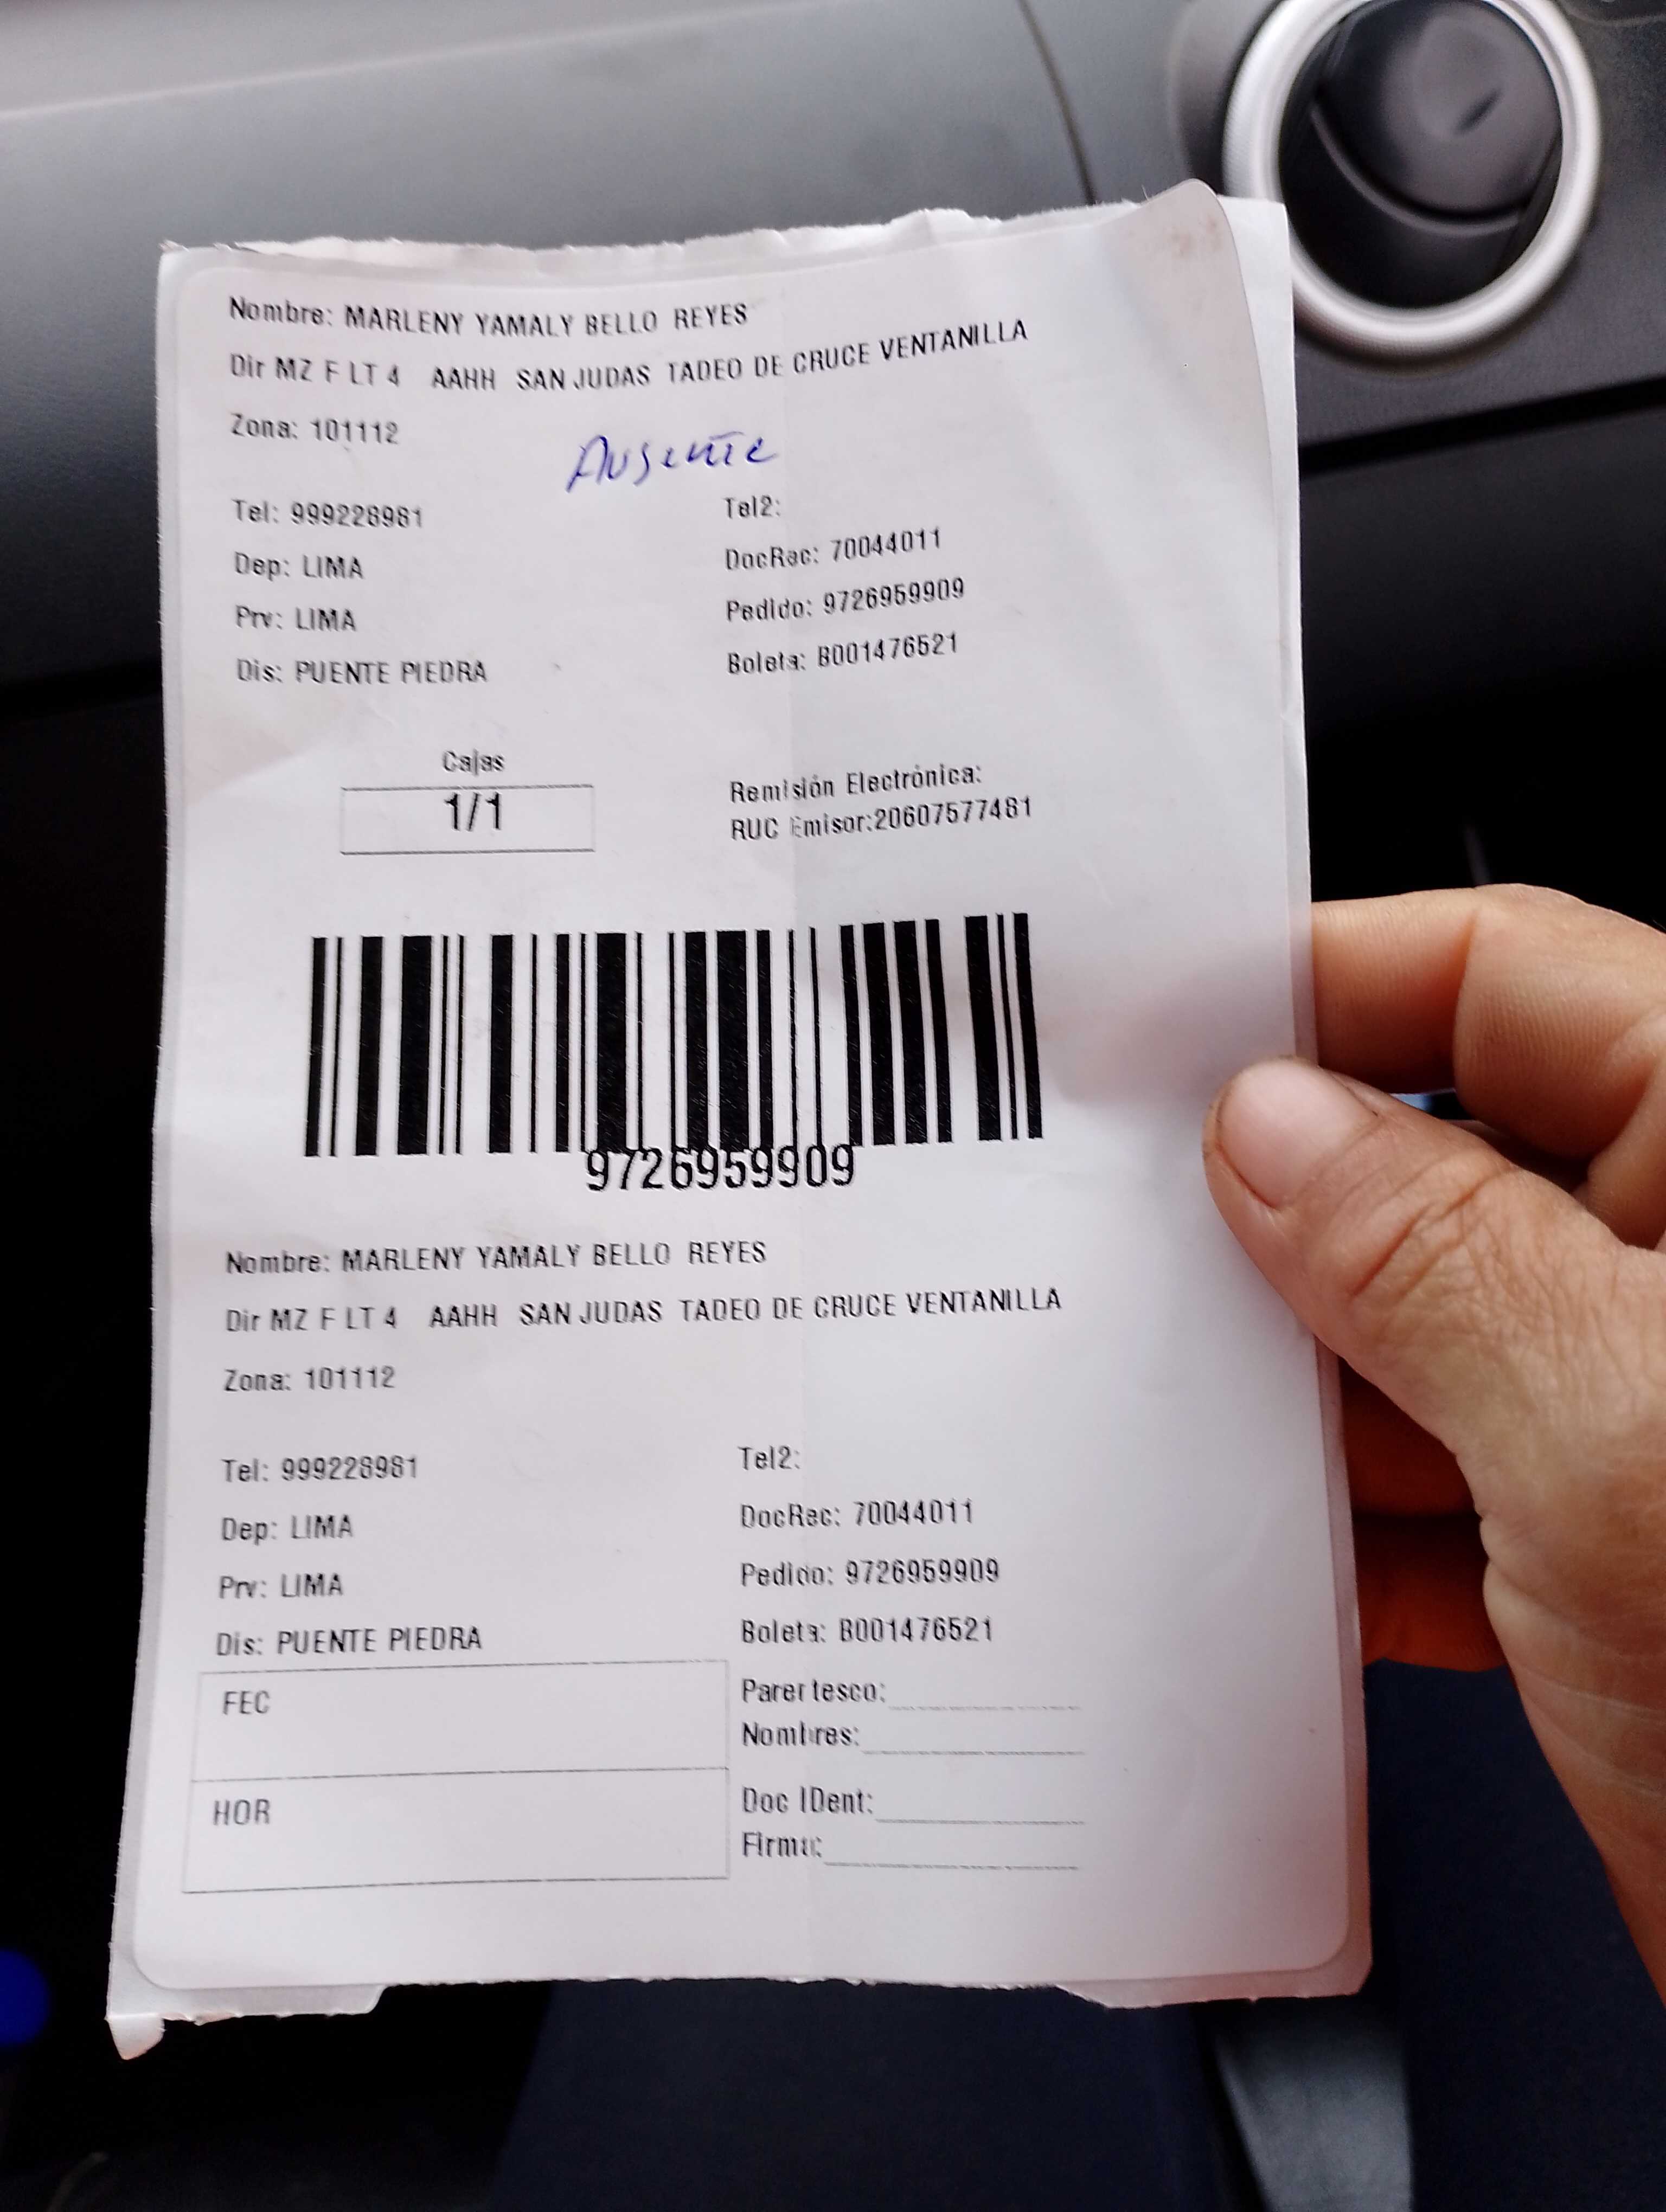 Nombre: MARLENY YAMALY BELLO REYES
Dir MZ F LT 4 AAHH SAN JUDAS TADEO DE CRUCE VENTANILLA
Zona: 101112
Ausente
Tel: 999228981 Tel2:
Dep: LIMA DocRec: 70044011
Prv: LIMA Pedido: 9726959909
Dis: PUENTE PIEDRA Boleta: B001476521
Cajas
1/1
Remisión Electrónica:
RUC Emisor:20607577481
9726959909
Nombre: MARLENY YAMALY BELLO REYES
Dir MZ F LT 4 AAHH SAN JUDAS TADEO DE CRUCE VENTANILLA
Zona: 101112
Tel: 999228981 Tel2:
Dep: LIMA DocRec: 70044011
Prv: LIMA Pedido: 9726959909
Dis: PUENTE PIEDRA Boleta: B001476521
FEC
HOR
Parentesco:
Nombres:
Doc IDent:
Firma: